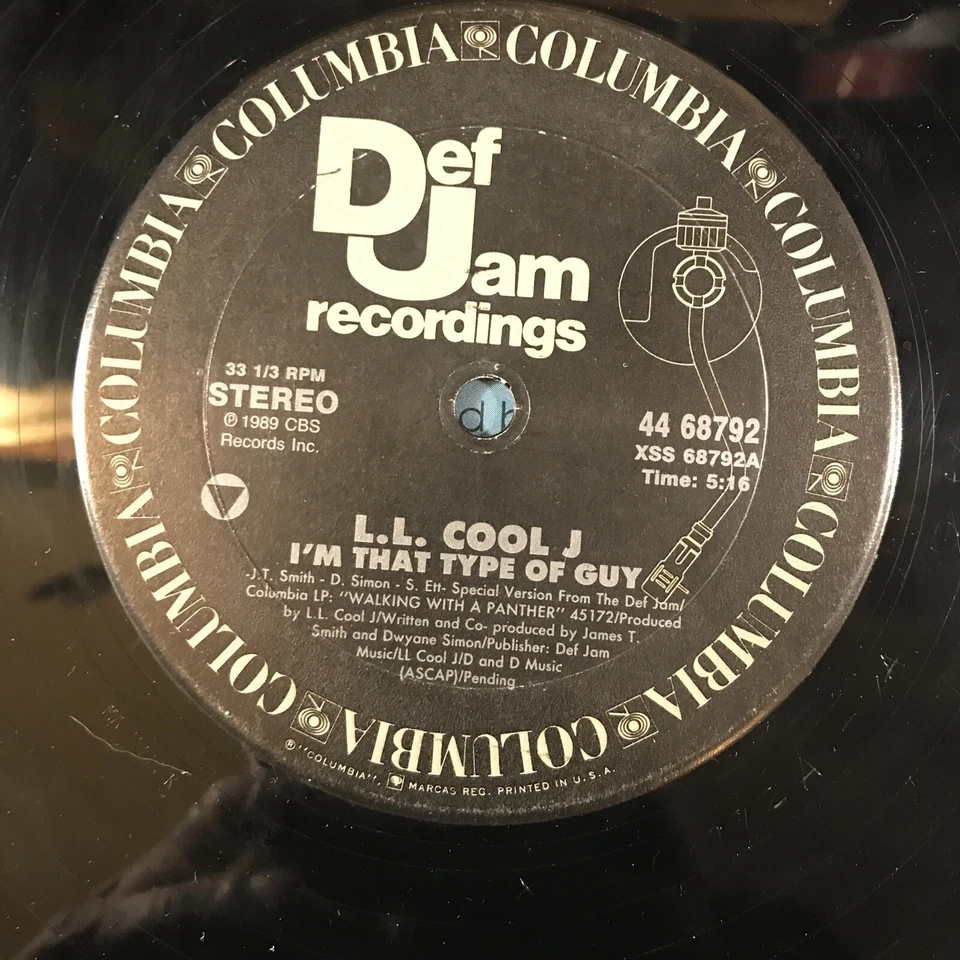 COLUMBIA COLUMBIA COLUMBIA COLUMBIA COLUMBIA COLUMBIA COLUMBIA COLUMBIA COLUMBIA
Def
Jam
recordings
33 1/3 RPM
STEREO
℗ 1989 CBS
Records Inc.
d
44 68792
XSS 68792A
Time: 5:16
L.L. COOL J
I'M THAT TYPE OF GUY
-J.T. Smith - D. Simon - S. Ett- Special Version From The Def Jam/
Columbia LP: "WALKING WITH A PANTHER" 45172/Produced
by L.L. Cool J/Written and Co- produced by James T.
Smith and Dwyane Simon/Publisher: Def Jam
Music/LL Cool J/D and D Music
(ASCAP)/Pending
® "COLUMBIA", MARCAS REG. PRINTED IN U.S.A.